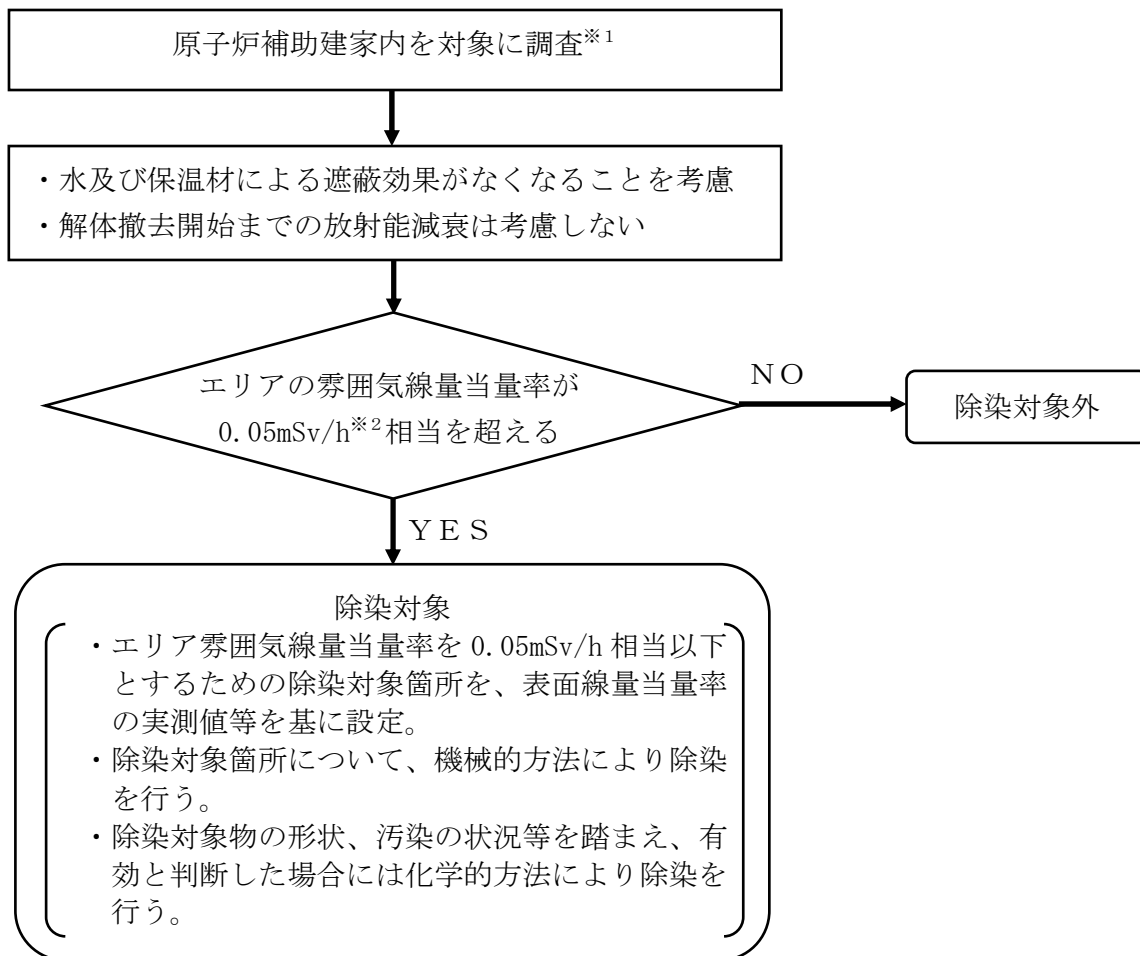 原子炉補助建家内を対象に調査※1
・水及び保温材による遮蔽効果がなくなることを考慮
・解体撤去開始までの放射能減衰は考慮しない
エリアの雰囲気線量当量率が
0.05mSv/h※2相当を超える
ＮＯ
除染対象外
ＹＥＳ
除染対象
・エリア雰囲気線量当量率を 0.05mSv/h 相当以下
とするための除染対象箇所を、表面線量当量率
の実測値等を基に設定。
・除染対象箇所について、機械的方法により除染
を行う。
・除染対象物の形状、汚染の状況等を踏まえ、有
効と判断した場合には化学的方法により除染を
行う。